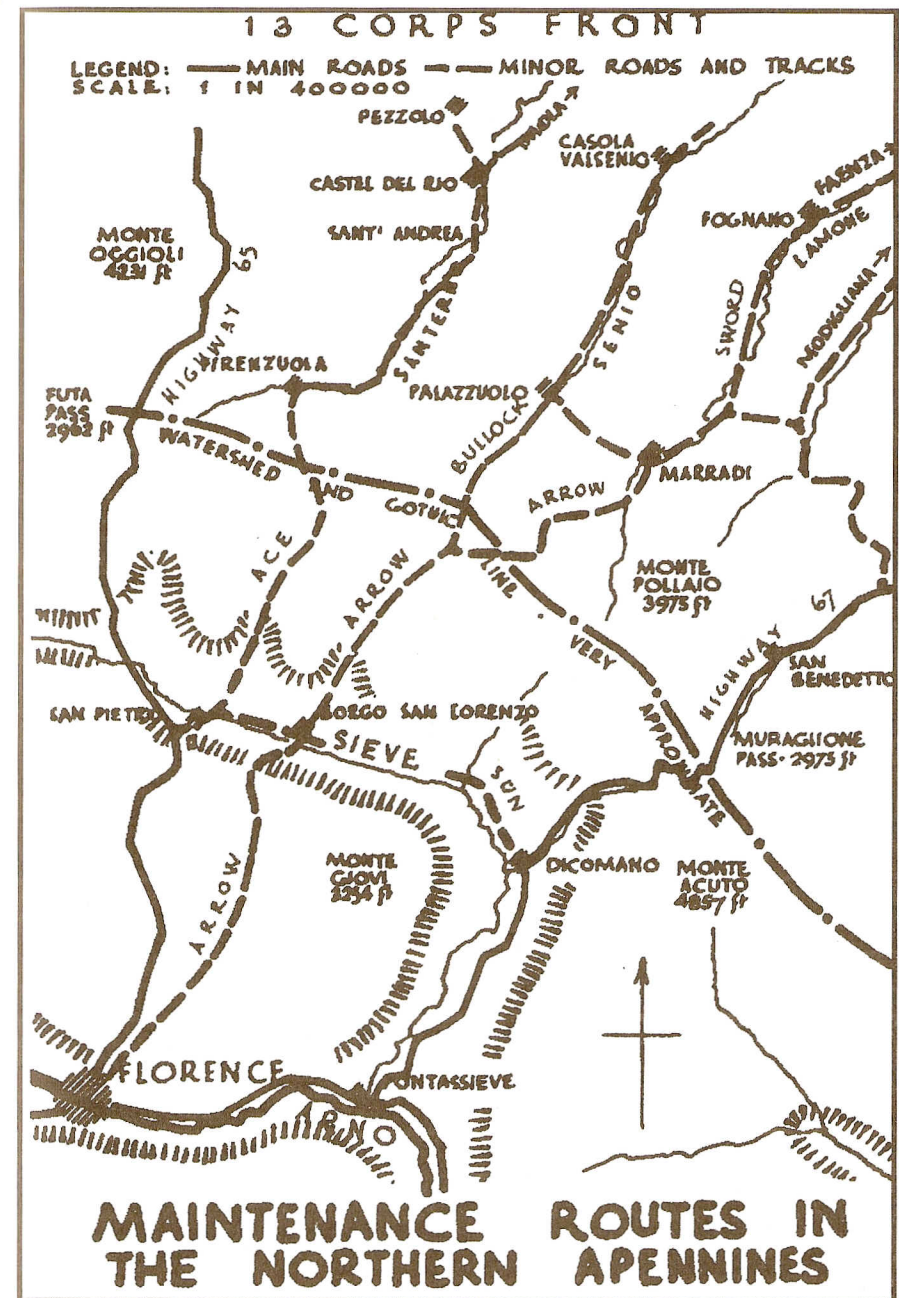 13 CORPS FRONT
LEGEND: MAIN ROADS MINOR ROADS AND TRACKS
SCALE: 1 IN 400000
PEZZOLO
IMOLA
CASOLA
VALSENIO
CASTEL DEL RIO
FAENZA
FOGNANO
LAMONE
SANT' ANDREA
MONTE
OGGIOLI
4231 ft
HIGHWAY 65
SANTERN
SENIO
SWORD
MODIGLIANA
FIRENZUOLA
FUTA
PASS
2962 ft
PALAZZUOLO
BULLOCK
WATERSHED AND GOTHIC LINE VERY APPROXIMATE
MARRADI
ARROW
ACE
ARROW
MONTE
POLLAIO
3975 ft
HIGHWAY 67
SAN
BENEDETTO
SAN PIETRO
BORGO SAN LORENZO
SIEVE
MURAGLIONE
PASS. 2975 ft
SUN
ARROW
MONTE
GIOVI
3254 ft
DICOMANO
MONTE
ACUTO
4857 ft
FLORENCE
PONTASSIEVE
ARNO
MAINTENANCE ROUTES IN
THE NORTHERN APENNINES